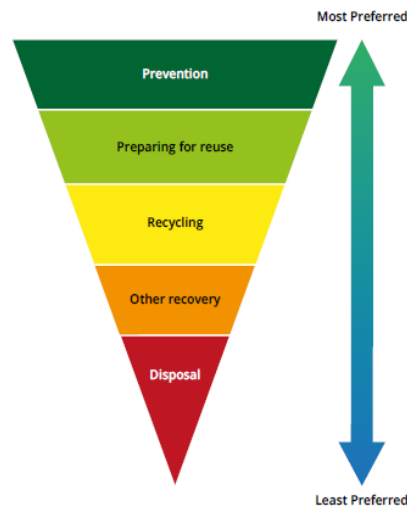 Most Preferred
Prevention
Preparing for reuse
Recycling
Other recovery
Disposal
Least Preferred